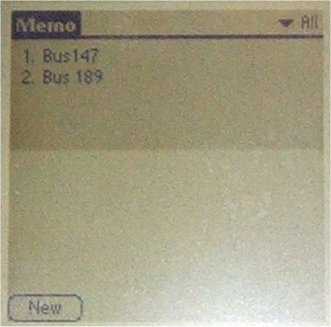 Memo All
1. Bus147
2. Bus 189
New